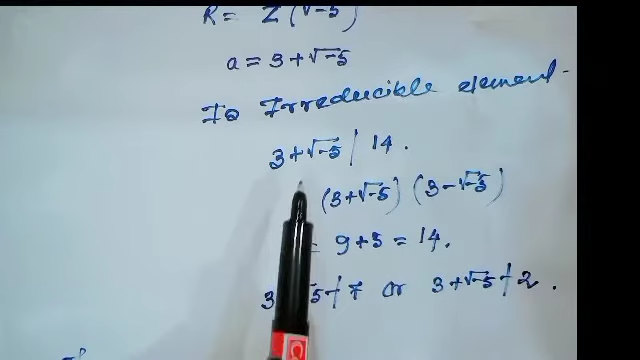 R = Z(√-5)
a = 3+√-5
Is Irreducible element.
3+√-5 | 14.
(3+√-5) (3-√-5)
= 9+5 = 14.
3 √-5 ∤ 7 or 3+√-5 ∤ 2.